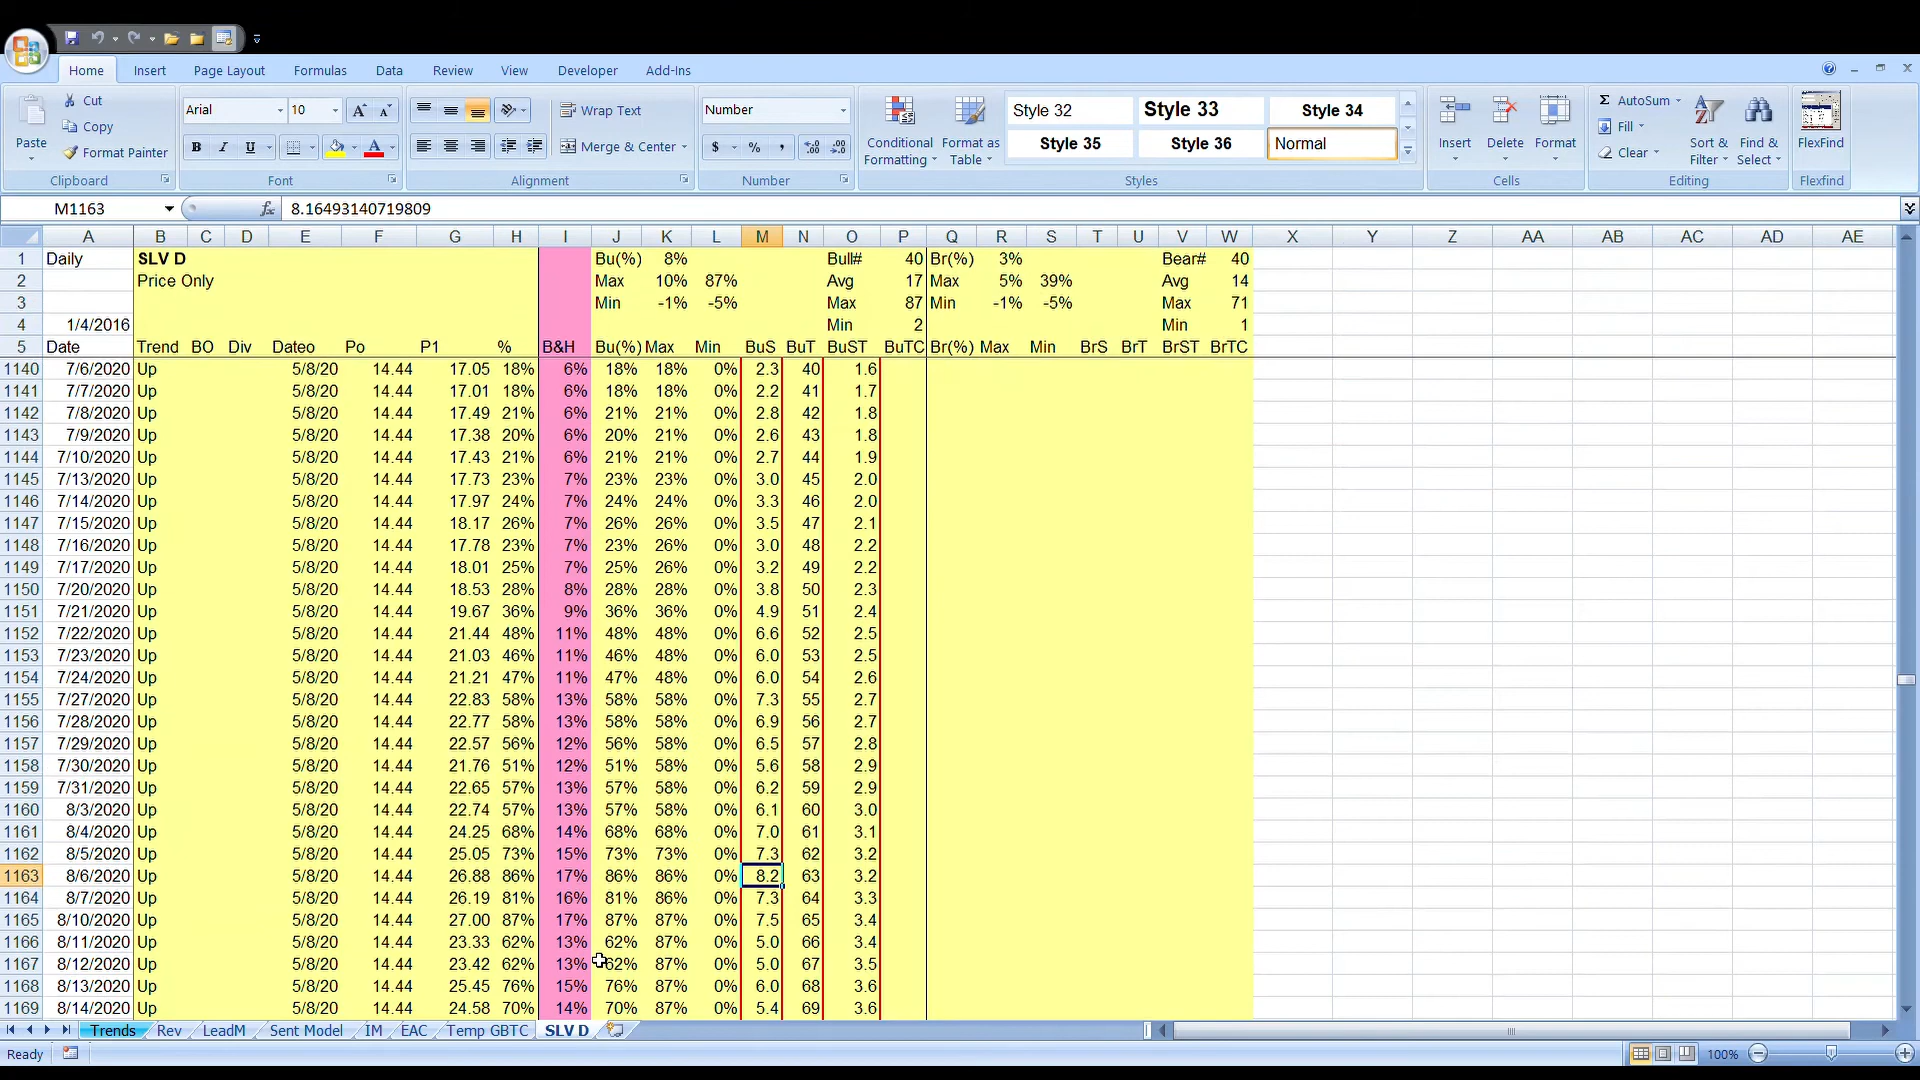 Home Insert Page Layout Formulas Data Review View Developer Add-Ins
Paste Cut Copy Format Painter Clipboard
Arial 10 A A B I U A Font
Wrap Text Merge & Center Alignment
Number $ % , Number
Conditional Formatting Format as Table Style 32 Style 33 Style 34 Style 35 Style 36 Normal Styles
Insert Delete Format Cells
Σ AutoSum Fill Clear Sort & Filter Find & Select Editing
FlexFind Flexfind
M1163 fx 8.16493140719809
A B C D E F G H I J K L M N O P Q R S T U V W X Y Z AA AB AC AD AE
1 Daily SLV D Bu(%) 8% Bull# 40 Br(%) 3% Bear# 40
2 Price Only Max 10% 87% Avg 17 Max 5% 39% Avg 14
3 Min -1% -5% Max 87 Min -1% -5% Max 71
4 1/4/2016 Min 2 Min 1
5 Date Trend BO Div Dateo Po P1 % B&H Bu(%) Max Min BuS BuT BuST BuTC Br(%) Max Min BrS BrT BrST BrTC
1140 7/6/2020 Up 5/8/20 14.44 17.05 18% 6% 18% 18% 0% 2.3 40 1.6
1141 7/7/2020 Up 5/8/20 14.44 17.01 18% 6% 18% 18% 0% 2.2 41 1.7
1142 7/8/2020 Up 5/8/20 14.44 17.49 21% 6% 21% 21% 0% 2.8 42 1.8
1143 7/9/2020 Up 5/8/20 14.44 17.38 20% 6% 20% 21% 0% 2.6 43 1.8
1144 7/10/2020 Up 5/8/20 14.44 17.43 21% 6% 21% 21% 0% 2.7 44 1.9
1145 7/13/2020 Up 5/8/20 14.44 17.73 23% 7% 23% 23% 0% 3.0 45 2.0
1146 7/14/2020 Up 5/8/20 14.44 17.97 24% 7% 24% 24% 0% 3.3 46 2.0
1147 7/15/2020 Up 5/8/20 14.44 18.17 26% 7% 26% 26% 0% 3.5 47 2.1
1148 7/16/2020 Up 5/8/20 14.44 17.78 23% 7% 23% 26% 0% 3.0 48 2.2
1149 7/17/2020 Up 5/8/20 14.44 18.01 25% 7% 25% 26% 0% 3.2 49 2.2
1150 7/20/2020 Up 5/8/20 14.44 18.53 28% 8% 28% 28% 0% 3.8 50 2.3
1151 7/21/2020 Up 5/8/20 14.44 19.67 36% 9% 36% 36% 0% 4.9 51 2.4
1152 7/22/2020 Up 5/8/20 14.44 21.44 48% 11% 48% 48% 0% 6.6 52 2.5
1153 7/23/2020 Up 5/8/20 14.44 21.03 46% 11% 46% 48% 0% 6.0 53 2.5
1154 7/24/2020 Up 5/8/20 14.44 21.21 47% 11% 47% 48% 0% 6.0 54 2.6
1155 7/27/2020 Up 5/8/20 14.44 22.83 58% 13% 58% 58% 0% 7.3 55 2.7
1156 7/28/2020 Up 5/8/20 14.44 22.77 58% 13% 58% 58% 0% 6.9 56 2.7
1157 7/29/2020 Up 5/8/20 14.44 22.57 56% 12% 56% 58% 0% 6.5 57 2.8
1158 7/30/2020 Up 5/8/20 14.44 21.76 51% 12% 51% 58% 0% 5.6 58 2.9
1159 7/31/2020 Up 5/8/20 14.44 22.65 57% 13% 57% 58% 0% 6.2 59 2.9
1160 8/3/2020 Up 5/8/20 14.44 22.74 57% 13% 57% 58% 0% 6.1 60 3.0
1161 8/4/2020 Up 5/8/20 14.44 24.25 68% 14% 68% 68% 0% 7.0 61 3.1
1162 8/5/2020 Up 5/8/20 14.44 25.05 73% 15% 73% 73% 0% 7.3 62 3.2
1163 8/6/2020 Up 5/8/20 14.44 26.88 86% 17% 86% 86% 0% 8.2 63 3.2
1164 8/7/2020 Up 5/8/20 14.44 26.19 81% 16% 81% 86% 0% 7.3 64 3.3
1165 8/10/2020 Up 5/8/20 14.44 27.00 87% 17% 87% 87% 0% 7.5 65 3.4
1166 8/11/2020 Up 5/8/20 14.44 23.33 62% 13% 62% 87% 0% 5.0 66 3.4
1167 8/12/2020 Up 5/8/20 14.44 23.42 62% 13% 62% 87% 0% 5.0 67 3.5
1168 8/13/2020 Up 5/8/20 14.44 25.45 76% 15% 76% 87% 0% 6.0 68 3.6
1169 8/14/2020 Up 5/8/20 14.44 24.58 70% 14% 70% 87% 0% 5.4 69 3.6
Trends Rev LeadM Sent Model IM EAC Temp GBTC SLV D
Ready 100%